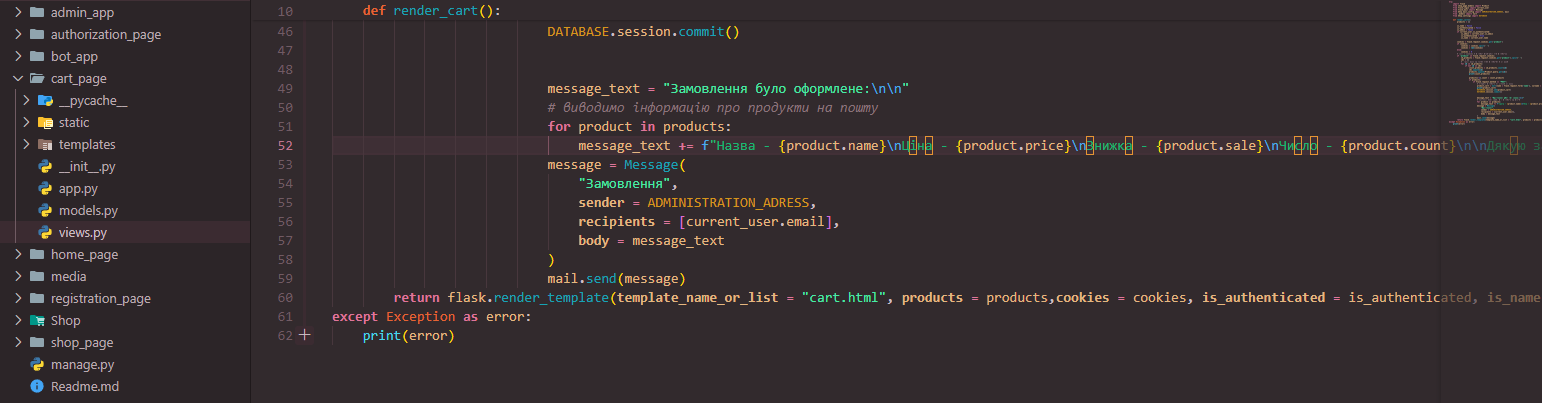 admin_app
authorization_page
bot_app
cart_page
__pycache__
static
templates
__init__.py
app.py
models.py
views.py
home_page
media
registration_page
Shop
shop_page
manage.py
Readme.md
10 def render_cart():
46 DATABASE.session.commit()
47
48
49 message_text = "Замовлення було оформлене:\n\n"
50 # виводимо інформацію про продукти на пошту
51 for product in products:
52 message_text += f"Назва - {product.name}\nЦіна - {product.price}\nЗнижка - {product.sale}\nЧисло - {product.count}\n\nДякую з
53 message = Message(
54 "Замовлення",
55 sender = ADMINISTRATION_ADRESS,
56 recipients = [current_user.email],
57 body = message_text
58 )
59 mail.send(message)
60 return flask.render_template(template_name_or_list = "cart.html", products = products,cookies = cookies, is_authenticated = is_authenticated, is_name
61 except Exception as error:
62 print(error)